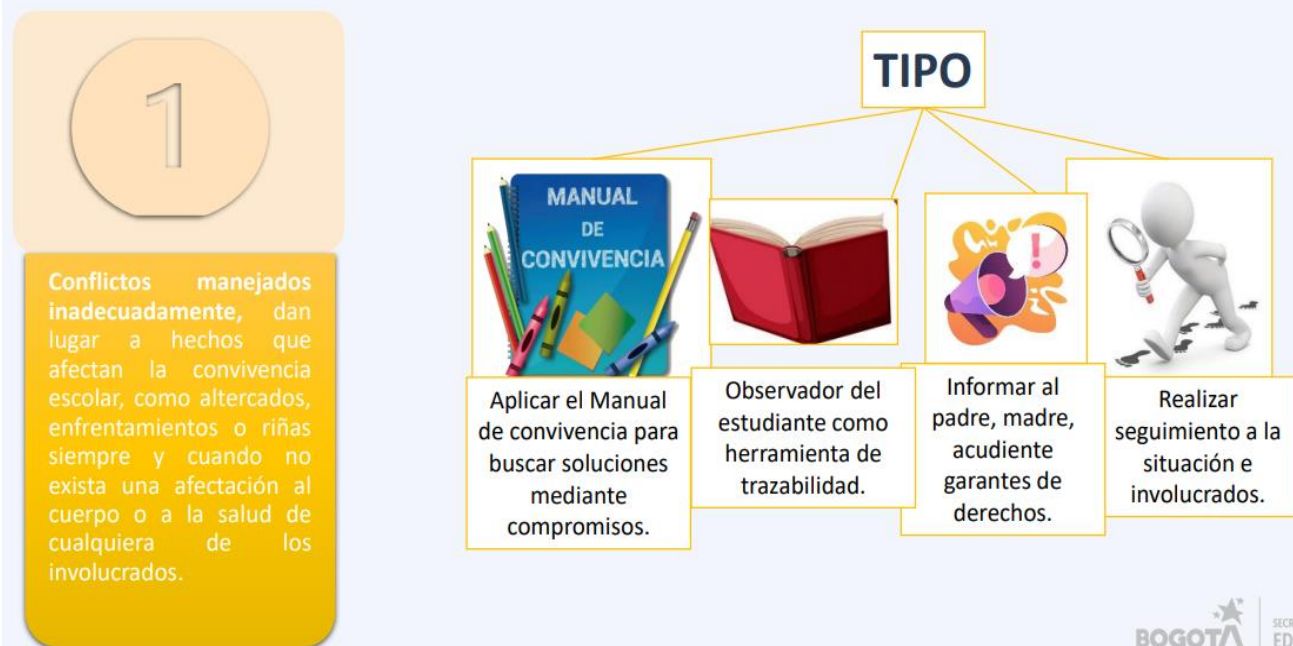 1
Conflictos manejados
inadecuadamente, dan
lugar a hechos que
afectan la convivencia
escolar, como altercados,
enfrentamientos o riñas
siempre y cuando no
exista una afectación al
cuerpo o a la salud de
cualquiera de los
involucrados.
TIPO
MANUAL
DE
CONVIVENCIA
Aplicar el Manual
de convivencia para
buscar soluciones
mediante
compromisos.
Observador del
estudiante como
herramienta de
trazabilidad.
!
Informar al
padre, madre,
acudiente
garantes de
derechos.
Realizar
seguimiento a la
situación e
involucrados.
BOGOTÁ